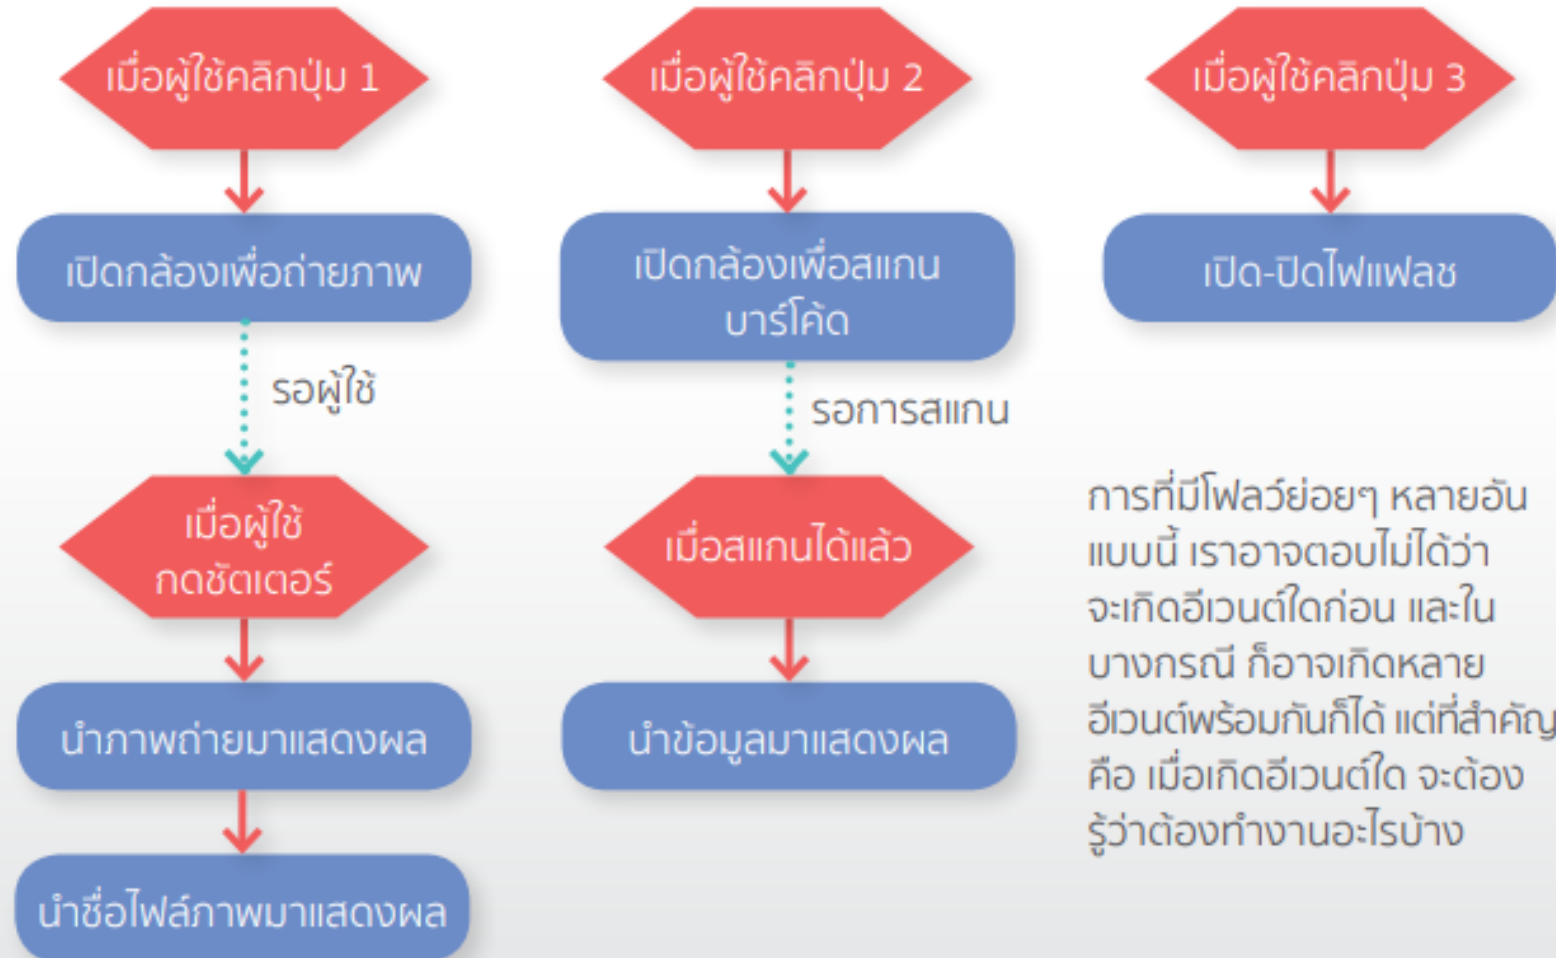 เมื่อผู้ใช้คลิกปุ่ม 1
เปิดกล้องเพื่อถ่ายภาพ
รอผู้ใช้
เมื่อผู้ใช้
กดชัตเตอร์
นำภาพถ่ายมาแสดงผล
นำชื่อไฟล์ภาพมาแสดงผล
เมื่อผู้ใช้คลิกปุ่ม 2
เปิดกล้องเพื่อสแกน
บาร์โค้ด
รอการสแกน
เมื่อสแกนได้แล้ว
นำข้อมูลมาแสดงผล
เมื่อผู้ใช้คลิกปุ่ม 3
เปิด-ปิดไฟแฟลช
การที่มีโฟลว์ย่อยๆ หลายอัน
แบบนี้ เราอาจตอบไม่ได้ว่า
จะเกิดอีเวนต์ใดก่อน และใน
บางกรณี ก็อาจเกิดหลาย
อีเวนต์พร้อมกันก็ได้ แต่ที่สำคัญ
คือ เมื่อเกิดอีเวนต์ใด จะต้อง
รู้ว่าต้องทำงานอะไรบ้าง